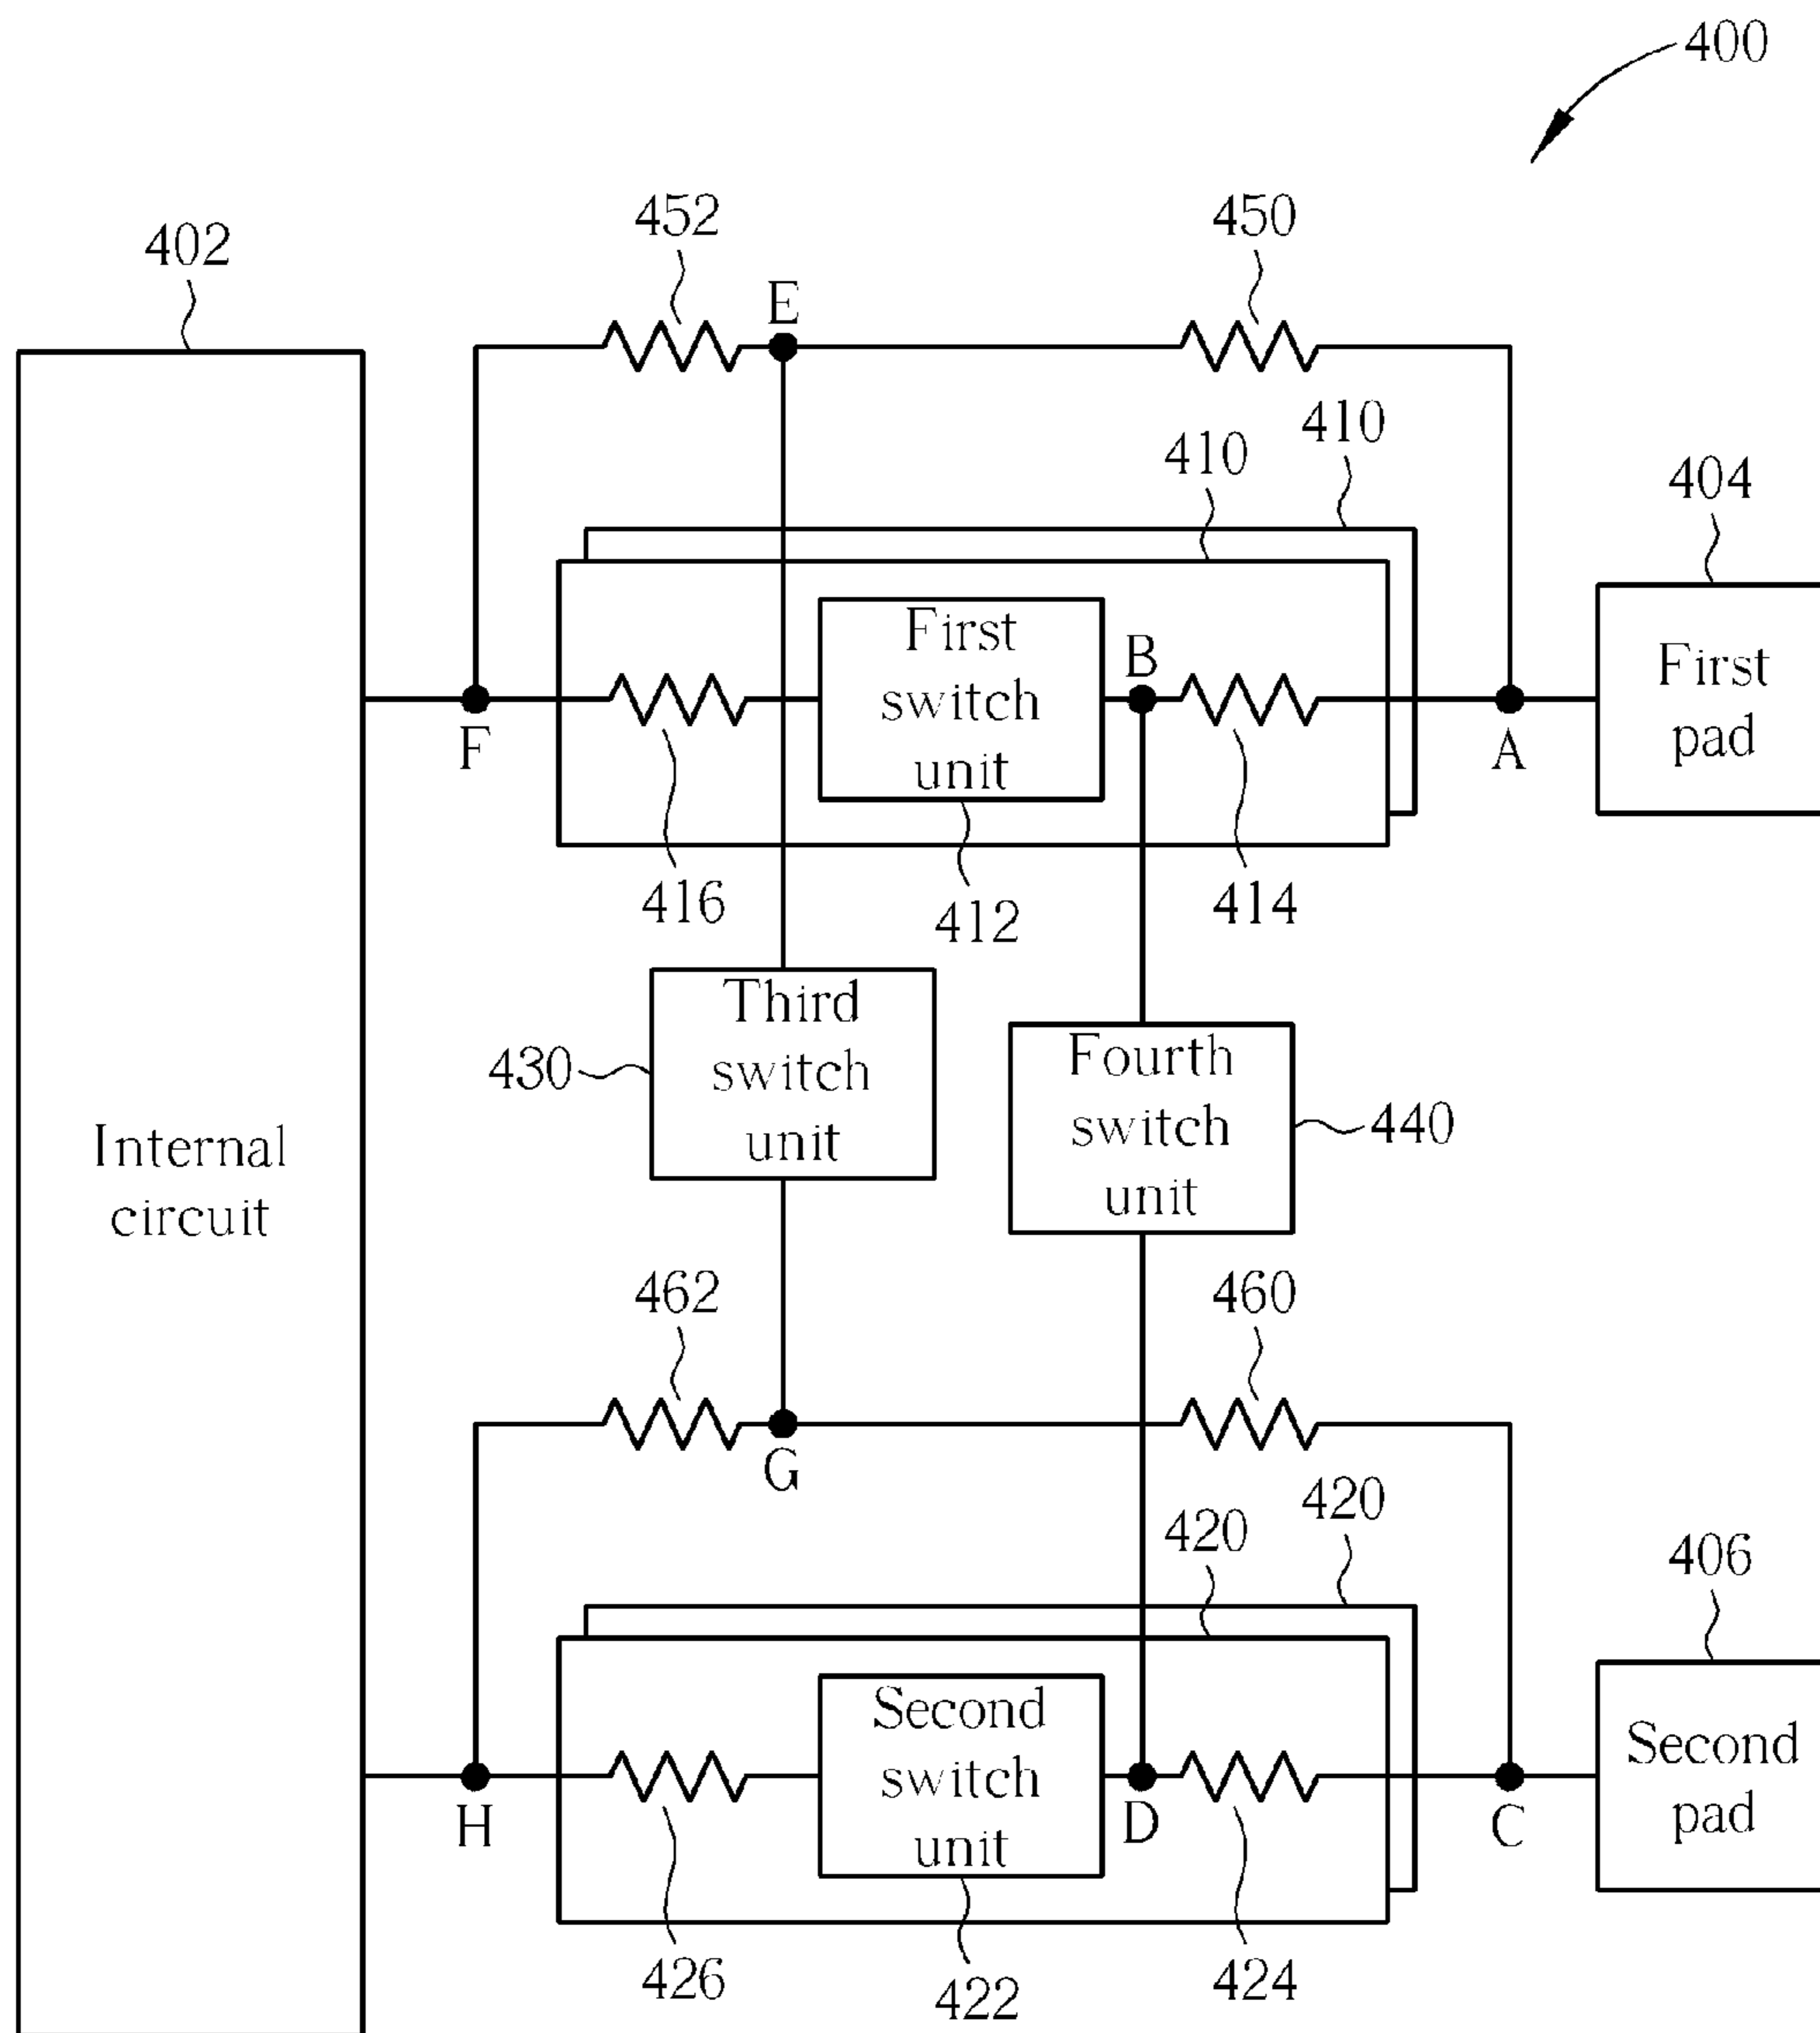 400
402
452
450
E
410
410
404
First
switch
unit
B
First
pad
F
A
416
412
414
Third
switch
unit
430
Fourth
switch
unit
440
Internal
circuit
462
460
G
420
420
406
Second
switch
unit
Second
pad
H
D
C
426
422
424